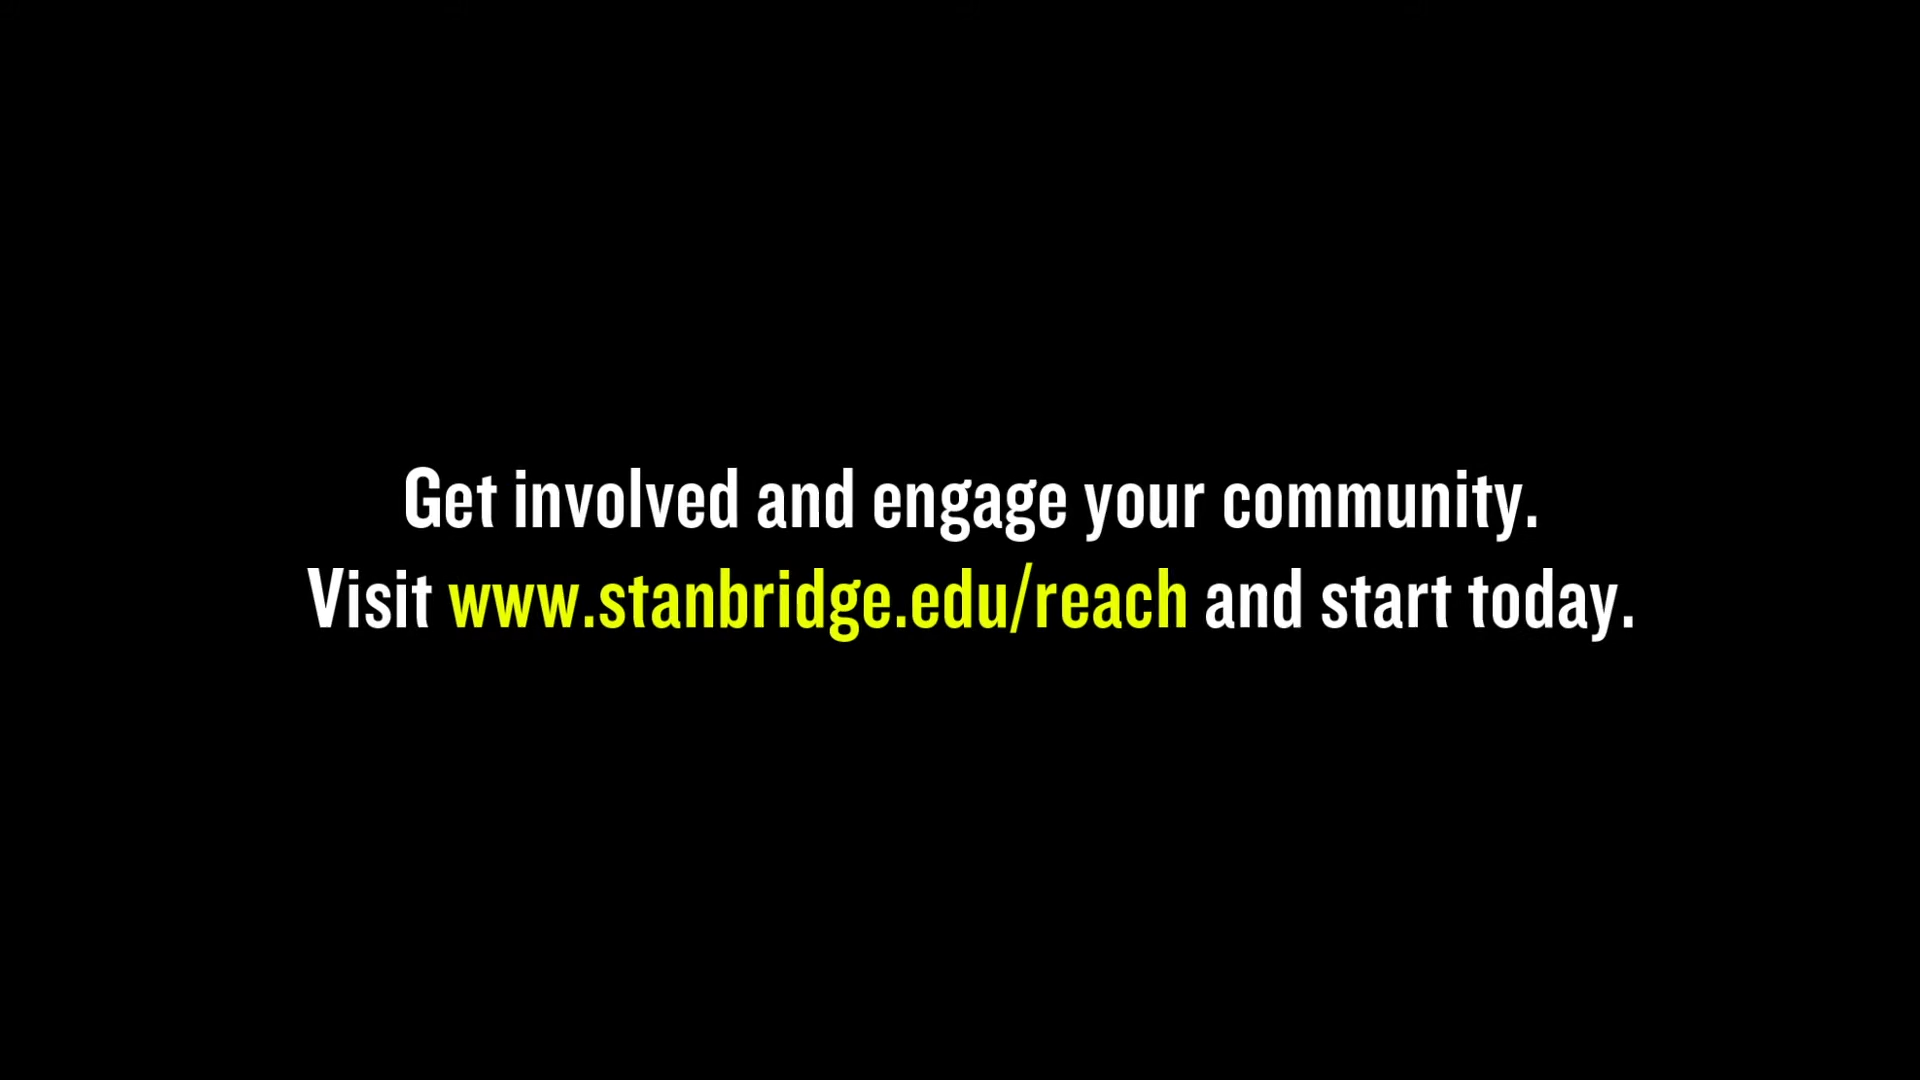 Get involved and engage your community.
Visit www.stanbridge.edu/reach and start today.